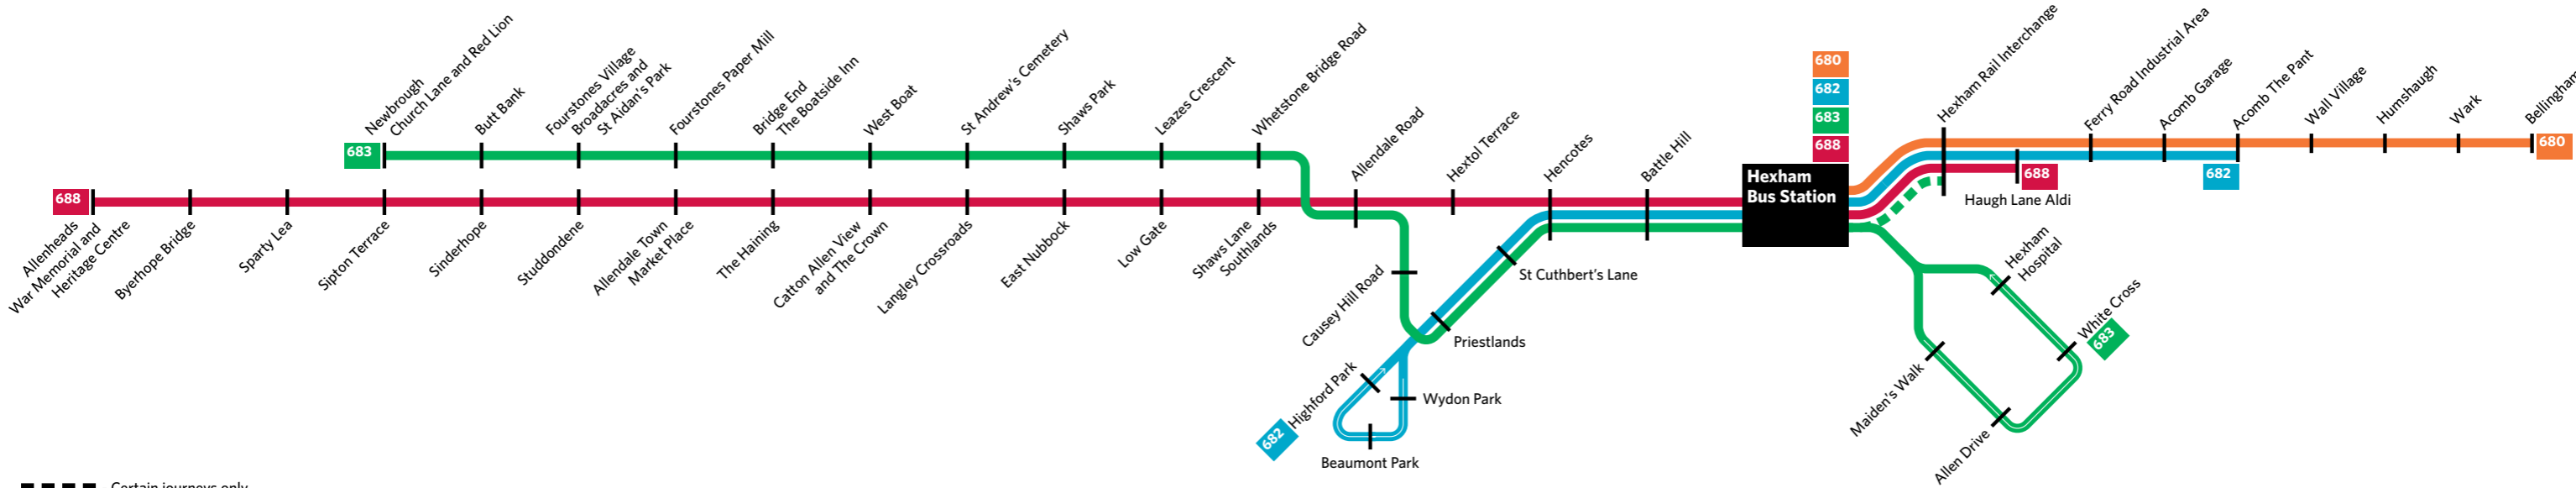 683
Newbrough
Church Lane and Red Lion
Butt Bank
Fourstones Village
Broadacres and
St Aidan's Park
Fourstones Paper Mill
Bridge End
The Boatside Inn
West Boat
St Andrew's Cemetery
Shaws Park
Leazes Crescent
Whetstone Bridge Road
Allendale Road
Hextol Terrace
Hencotes
Battle Hill
680
682
683
688
Hexham
Bus Station
Hexham Rail Interchange
Ferry Road Industrial Area
Acomb Garage
Acomb The Pant
Wall Village
Humshaugh
Wark
Bellingham
680
688
682
Haugh Lane Aldi
688
Allenheads
War Memorial and
Heritage Centre
Byerhope Bridge
Sparty Lea
Sipton Terrace
Sinderhope
Studdondene
Allendale Town
Market Place
The Haining
Catton Allen View
and The Crown
Langley Crossroads
East Nubbock
Low Gate
Shaws Lane
Southlands
Causey Hill Road
St Cuthbert's Lane
Priestlands
Highford Park
682
Wydon Park
Beaumont Park
Hexham
Hospital
White Cross
683
Maiden's Walk
Allen Drive
Certain journeys only